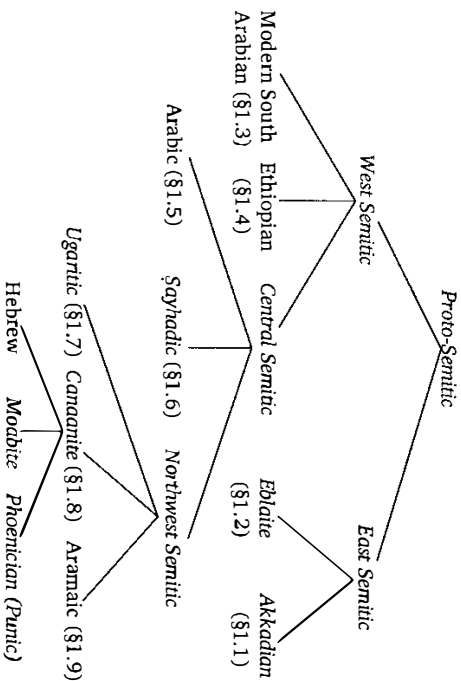 Proto-Semitic
West Semitic East Semitic
Modern South
Arabian (§1.3)
Ethiopian
(§1.4)
Central Semitic
Eblaite
(§1.2)
Akkadian
(§1.1)
Arabic (§1.5) Ṣayhadic (§1.6) Northwest Semitic
Ugaritic (§1.7) Canaanite (§1.8) Aramaic (§1.9)
Hebrew Moabite Phoenician (Punic)